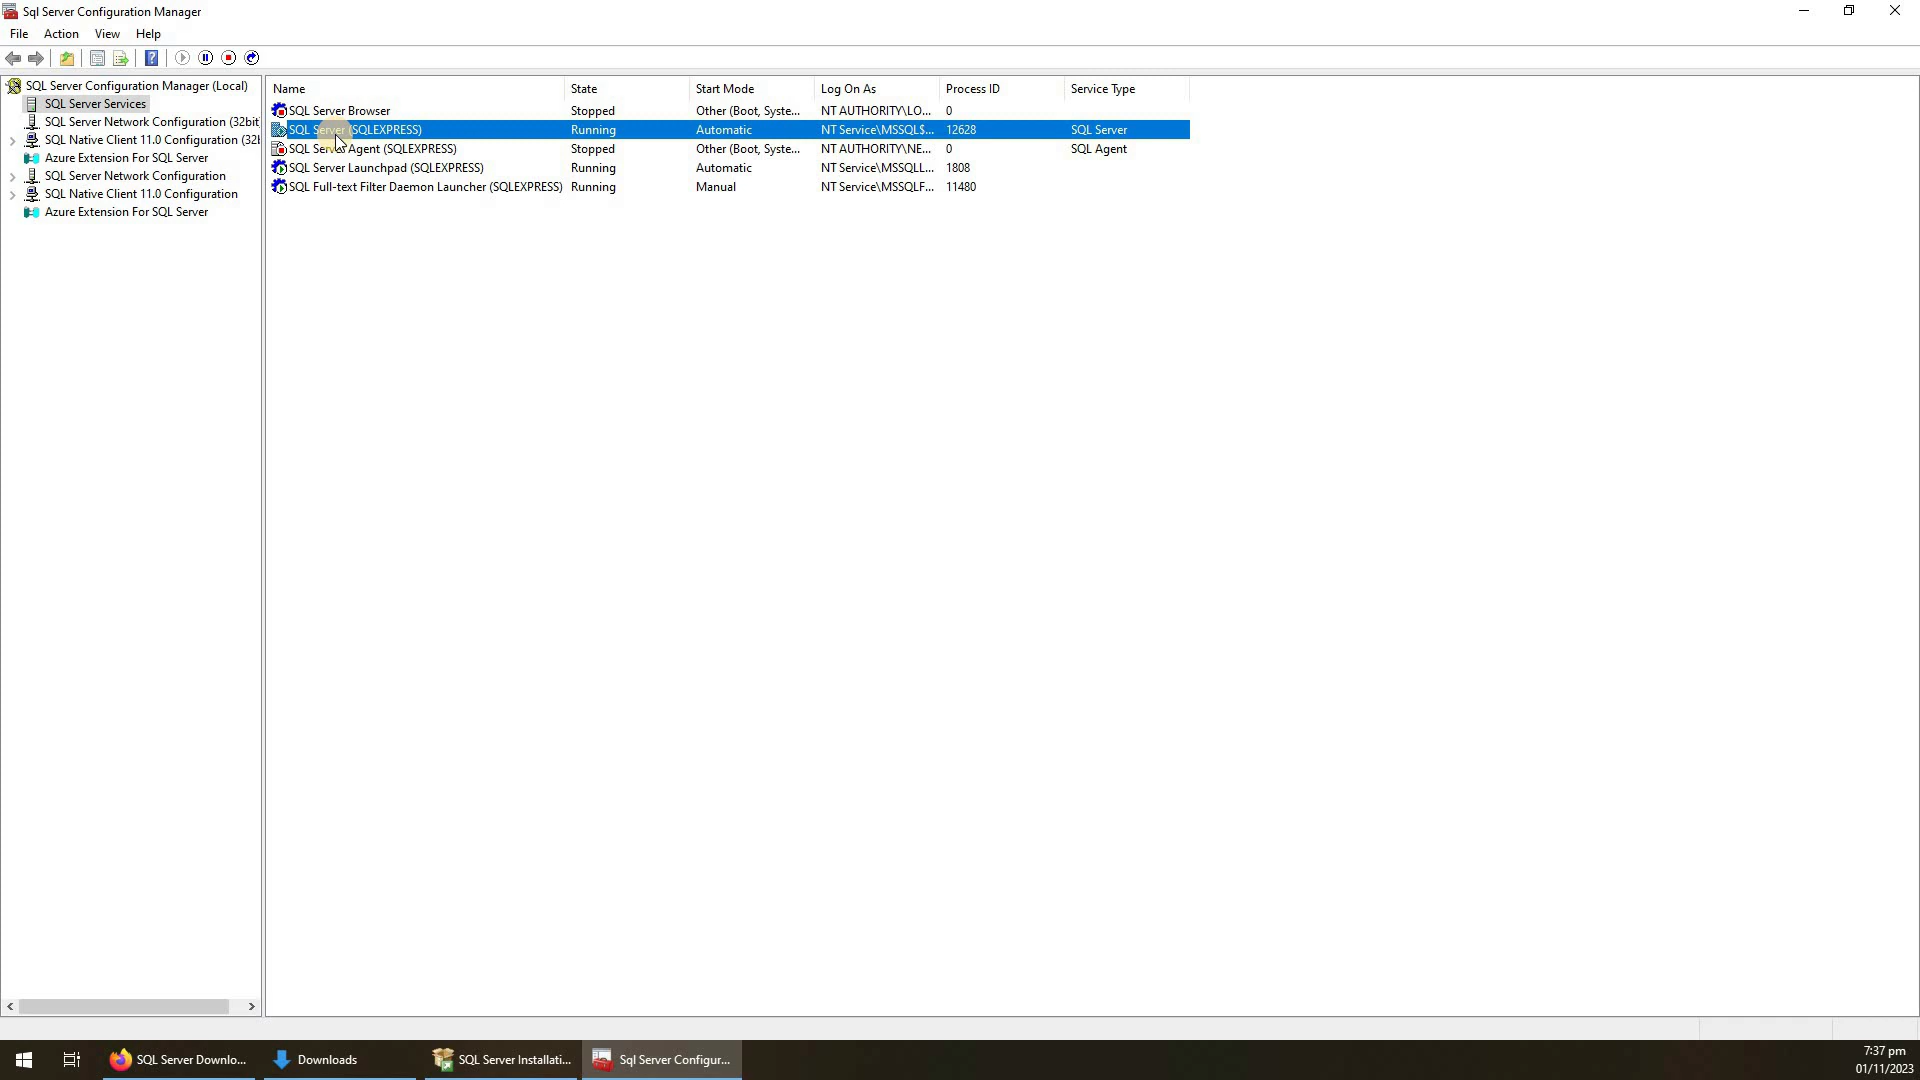 Sql Server Configuration Manager
File Action View Help
SQL Server Configuration Manager (Local)
SQL Server Services
SQL Server Network Configuration (32bit
SQL Native Client 11.0 Configuration (32b
Azure Extension For SQL Server
SQL Server Network Configuration
SQL Native Client 11.0 Configuration
Azure Extension For SQL Server
Name State Start Mode Log On As Process ID Service Type
SQL Server Browser Stopped Other (Boot, Syste... NT AUTHORITY\LO... 0
SQL Server (SQLEXPRESS) Running Automatic NT Service\MSSQL$... 12628 SQL Server
SQL Server Agent (SQLEXPRESS) Stopped Other (Boot, Syste... NT AUTHORITY\NE... 0 SQL Agent
SQL Server Launchpad (SQLEXPRESS) Running Automatic NT Service\MSSQLL... 1808
SQL Full-text Filter Daemon Launcher (SQLEXPRESS) Running Manual NT Service\MSSQLF... 11480
SQL Server Downlo... Downloads SQL Server Installati... Sql Server Configur...
7:37 pm
01/11/2023